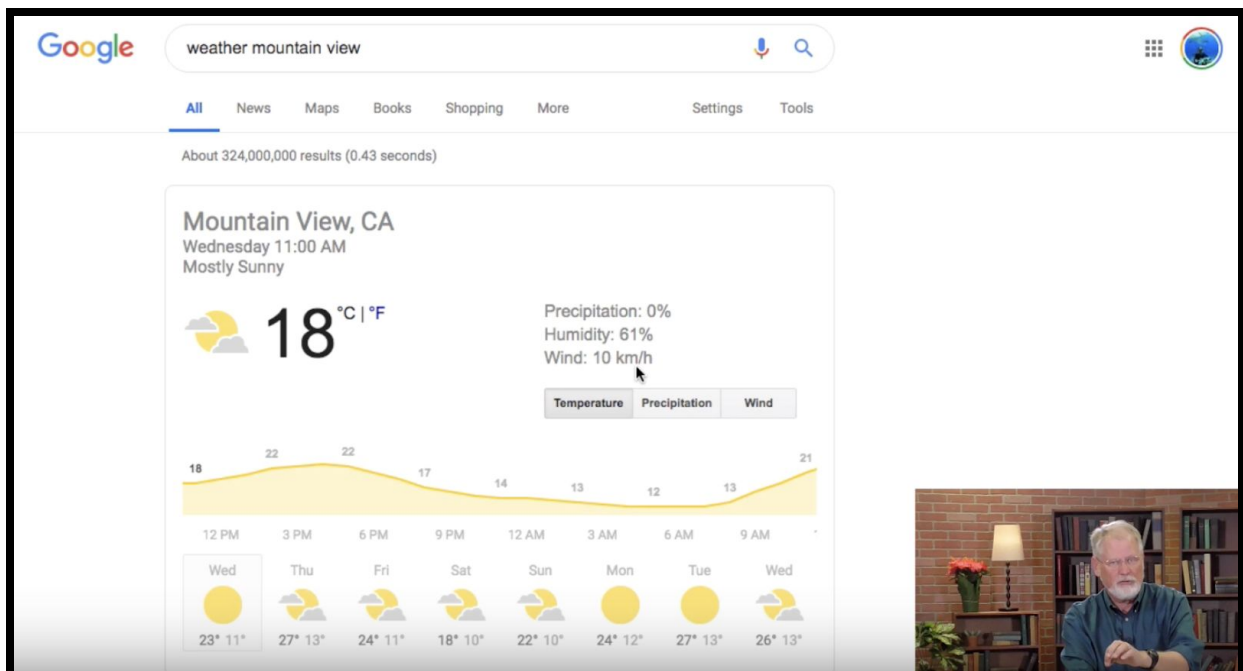 Google
weather mountain view
All News Maps Books Shopping More Settings Tools
About 324,000,000 results (0.43 seconds)
Mountain View, CA
Wednesday 11:00 AM
Mostly Sunny
18 °C | °F
Precipitation: 0%
Humidity: 61%
Wind: 10 km/h
Temperature Precipitation Wind
18 22 22 17 14 13 12 13 21
12 PM 3 PM 6 PM 9 PM 12 AM 3 AM 6 AM 9 AM
Wed Thu Fri Sat Sun Mon Tue Wed
23° 11° 27° 13° 24° 11° 18° 10° 22° 10° 24° 12° 27° 13° 26° 13°